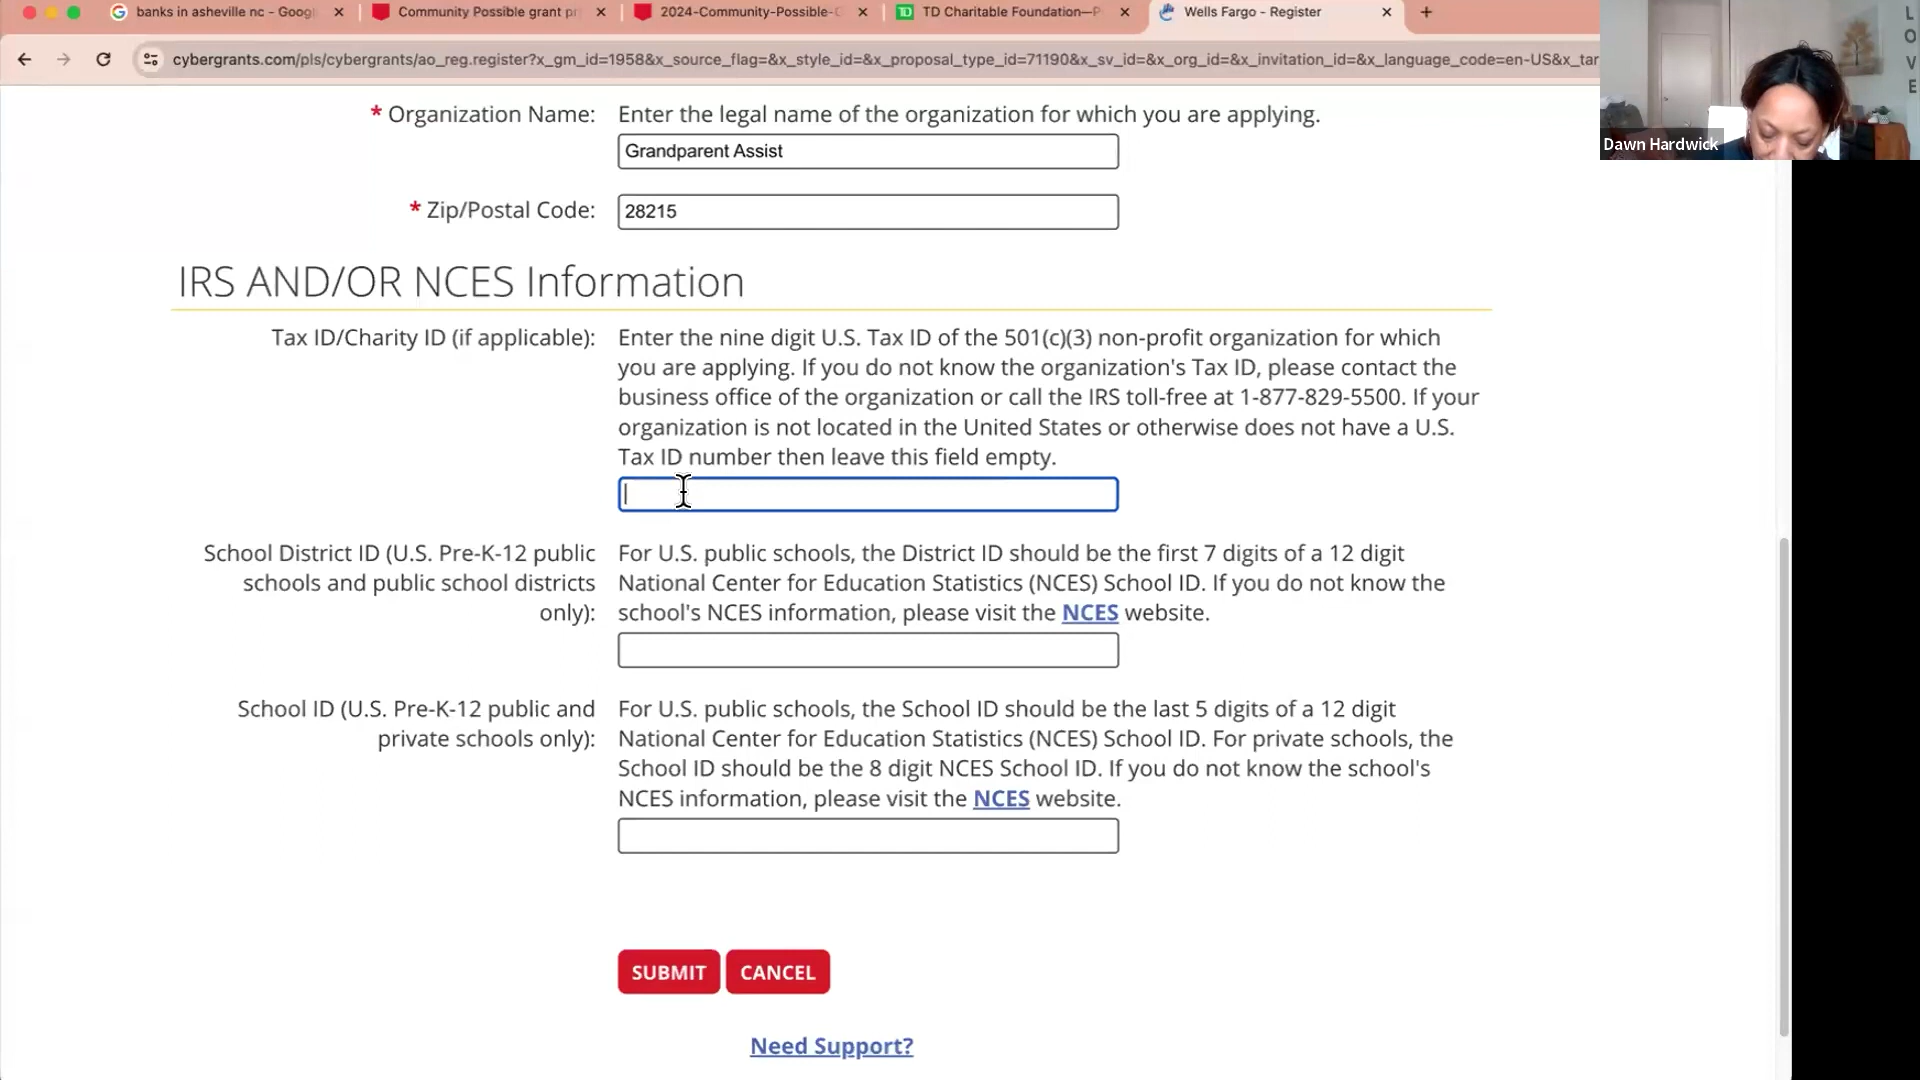 banks in asheville nc - Googl
Community Possible grant pr
2024-Community-Possible-G
TD Charitable Foundation—P
Wells Fargo - Register
cybergrants.com/pls/cybergrants/ao_reg.register?x_gm_id=1958&x_source_flag=&x_style_id=&x_proposal_type_id=71190&x_sv_id=&x_org_id=&x_invitation_id=&x_language_code=en-US&x_tar
L
O
V
E
Dawn Hardwick
* Organization Name:
Enter the legal name of the organization for which you are applying.
Grandparent Assist
* Zip/Postal Code:
28215
IRS AND/OR NCES Information
Tax ID/Charity ID (if applicable):
Enter the nine digit U.S. Tax ID of the 501(c)(3) non-profit organization for which
you are applying. If you do not know the organization's Tax ID, please contact the
business office of the organization or call the IRS toll-free at 1-877-829-5500. If your
organization is not located in the United States or otherwise does not have a U.S.
Tax ID number then leave this field empty.
School District ID (U.S. Pre-K-12 public
schools and public school districts
only):
For U.S. public schools, the District ID should be the first 7 digits of a 12 digit
National Center for Education Statistics (NCES) School ID. If you do not know the
school's NCES information, please visit the NCES website.
School ID (U.S. Pre-K-12 public and
private schools only):
For U.S. public schools, the School ID should be the last 5 digits of a 12 digit
National Center for Education Statistics (NCES) School ID. For private schools, the
School ID should be the 8 digit NCES School ID. If you do not know the school's
NCES information, please visit the NCES website.
SUBMIT
CANCEL
Need Support?